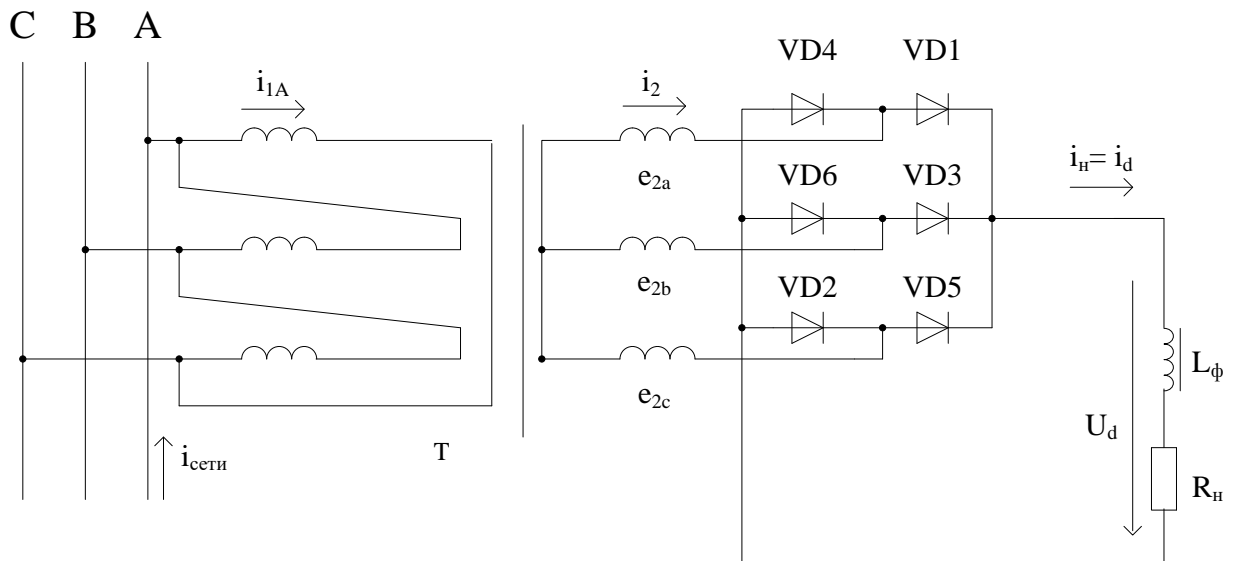 C B A
VD4 VD1
i1A
i2
e2a
iн= id
VD6 VD3
e2b
VD2 VD5
e2c
Lф
Ud
T
iсети
Rн